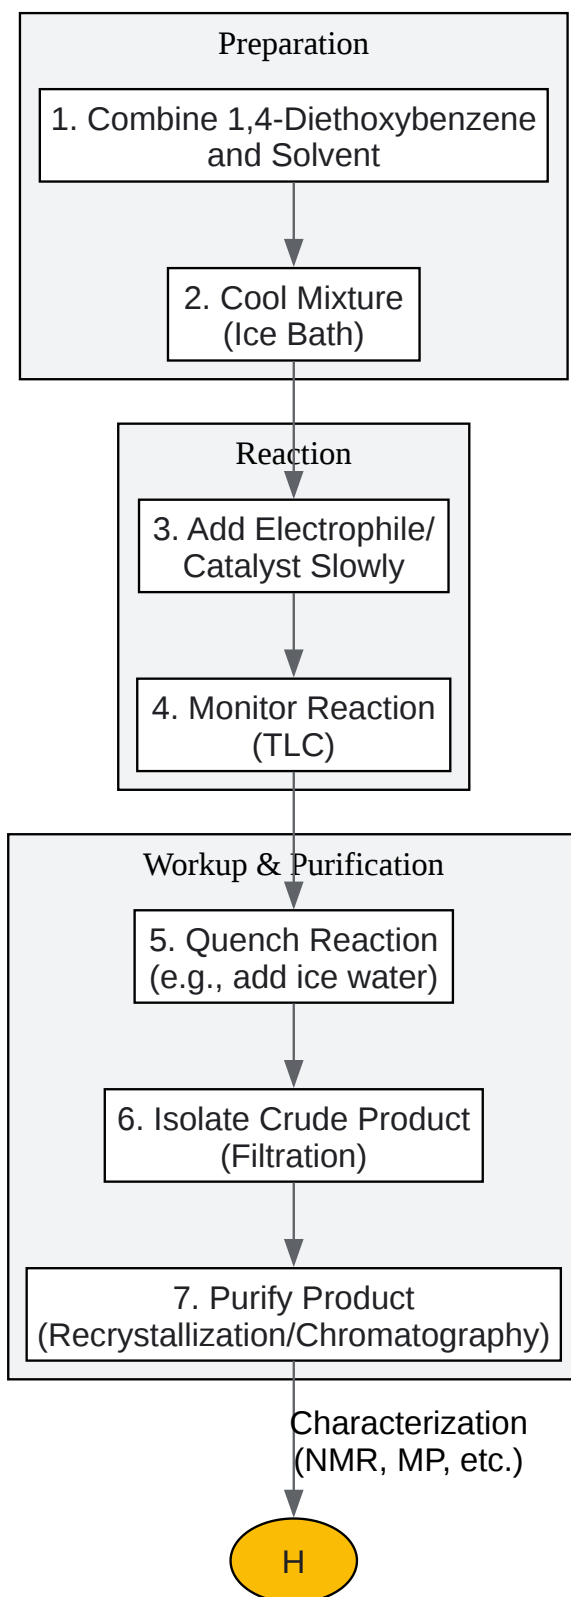 Preparation
1. Combine 1,4-Diethoxybenzene
and Solvent
2. Cool Mixture
(Ice Bath)
Reaction
3. Add Electrophile/
Catalyst Slowly
4. Monitor Reaction
(TLC)
Workup & Purification
5. Quench Reaction
(e.g., add ice water)
6. Isolate Crude Product
(Filtration)
7. Purify Product
(Recrystallization/Chromatography)
Characterization
(NMR, MP, etc.)
H